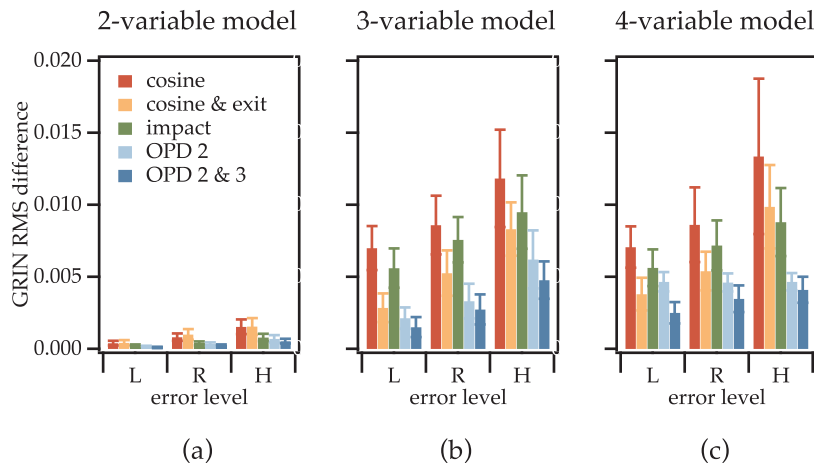 2-variable model 3-variable model 4-variable model
0.020
0.015
0.010
0.005
0.000
GRIN RMS difference
cosine
cosine & exit
impact
OPD 2
OPD 2 & 3
L R H L R H L R H
error level error level error level
(a) (b) (c)